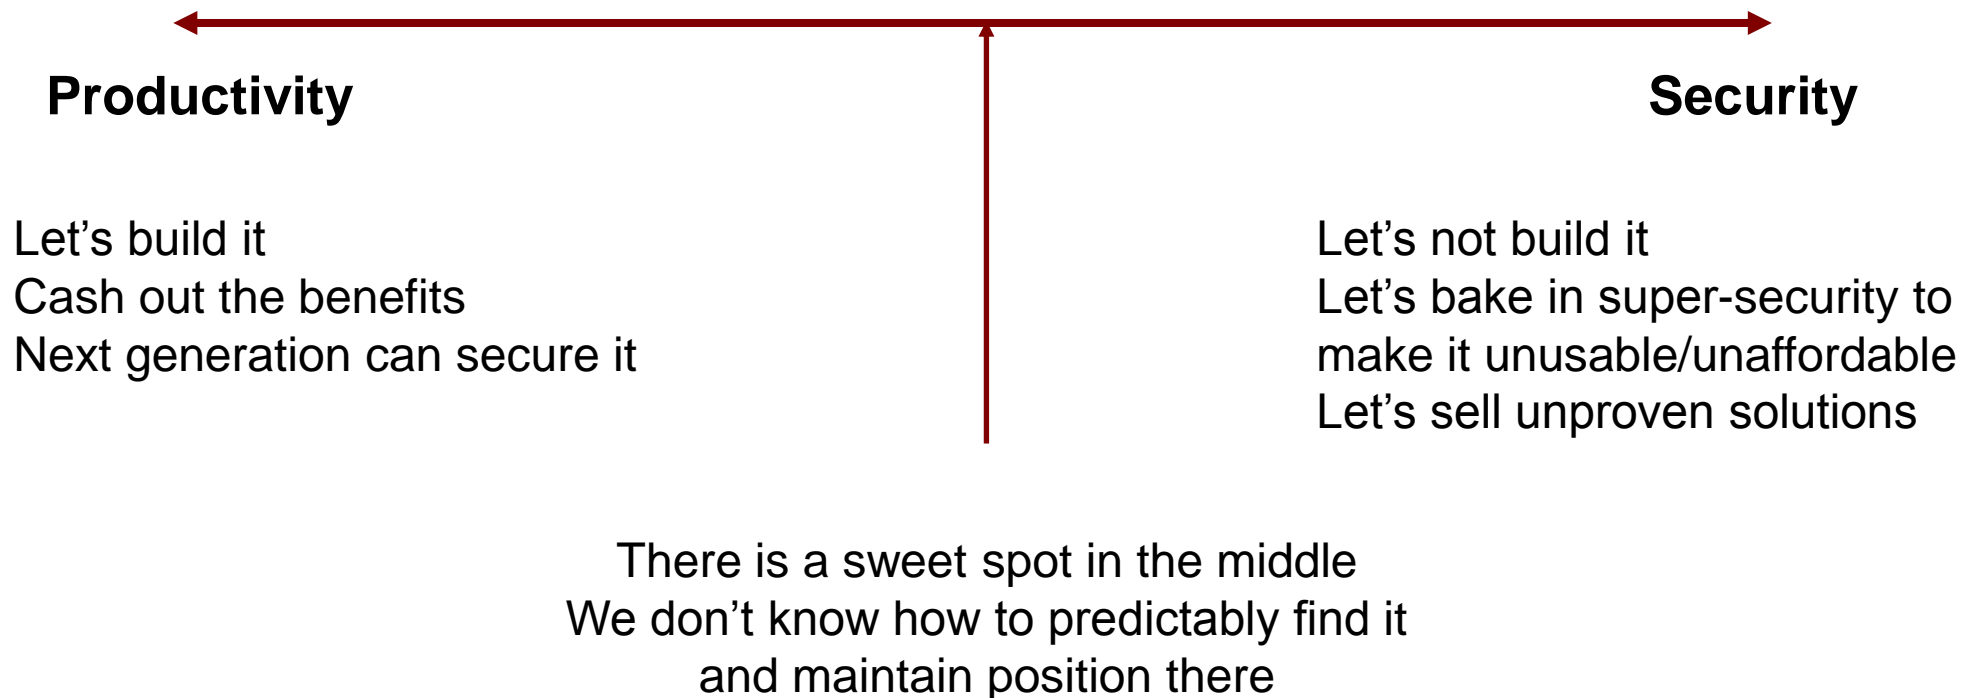 Productivity
Security
Let’s build it
Cash out the benefits
Next generation can secure it
Let’s not build it
Let’s bake in super-security to
make it unusable/unaffordable
Let’s sell unproven solutions
There is a sweet spot in the middle
We don’t know how to predictably find it
and maintain position there